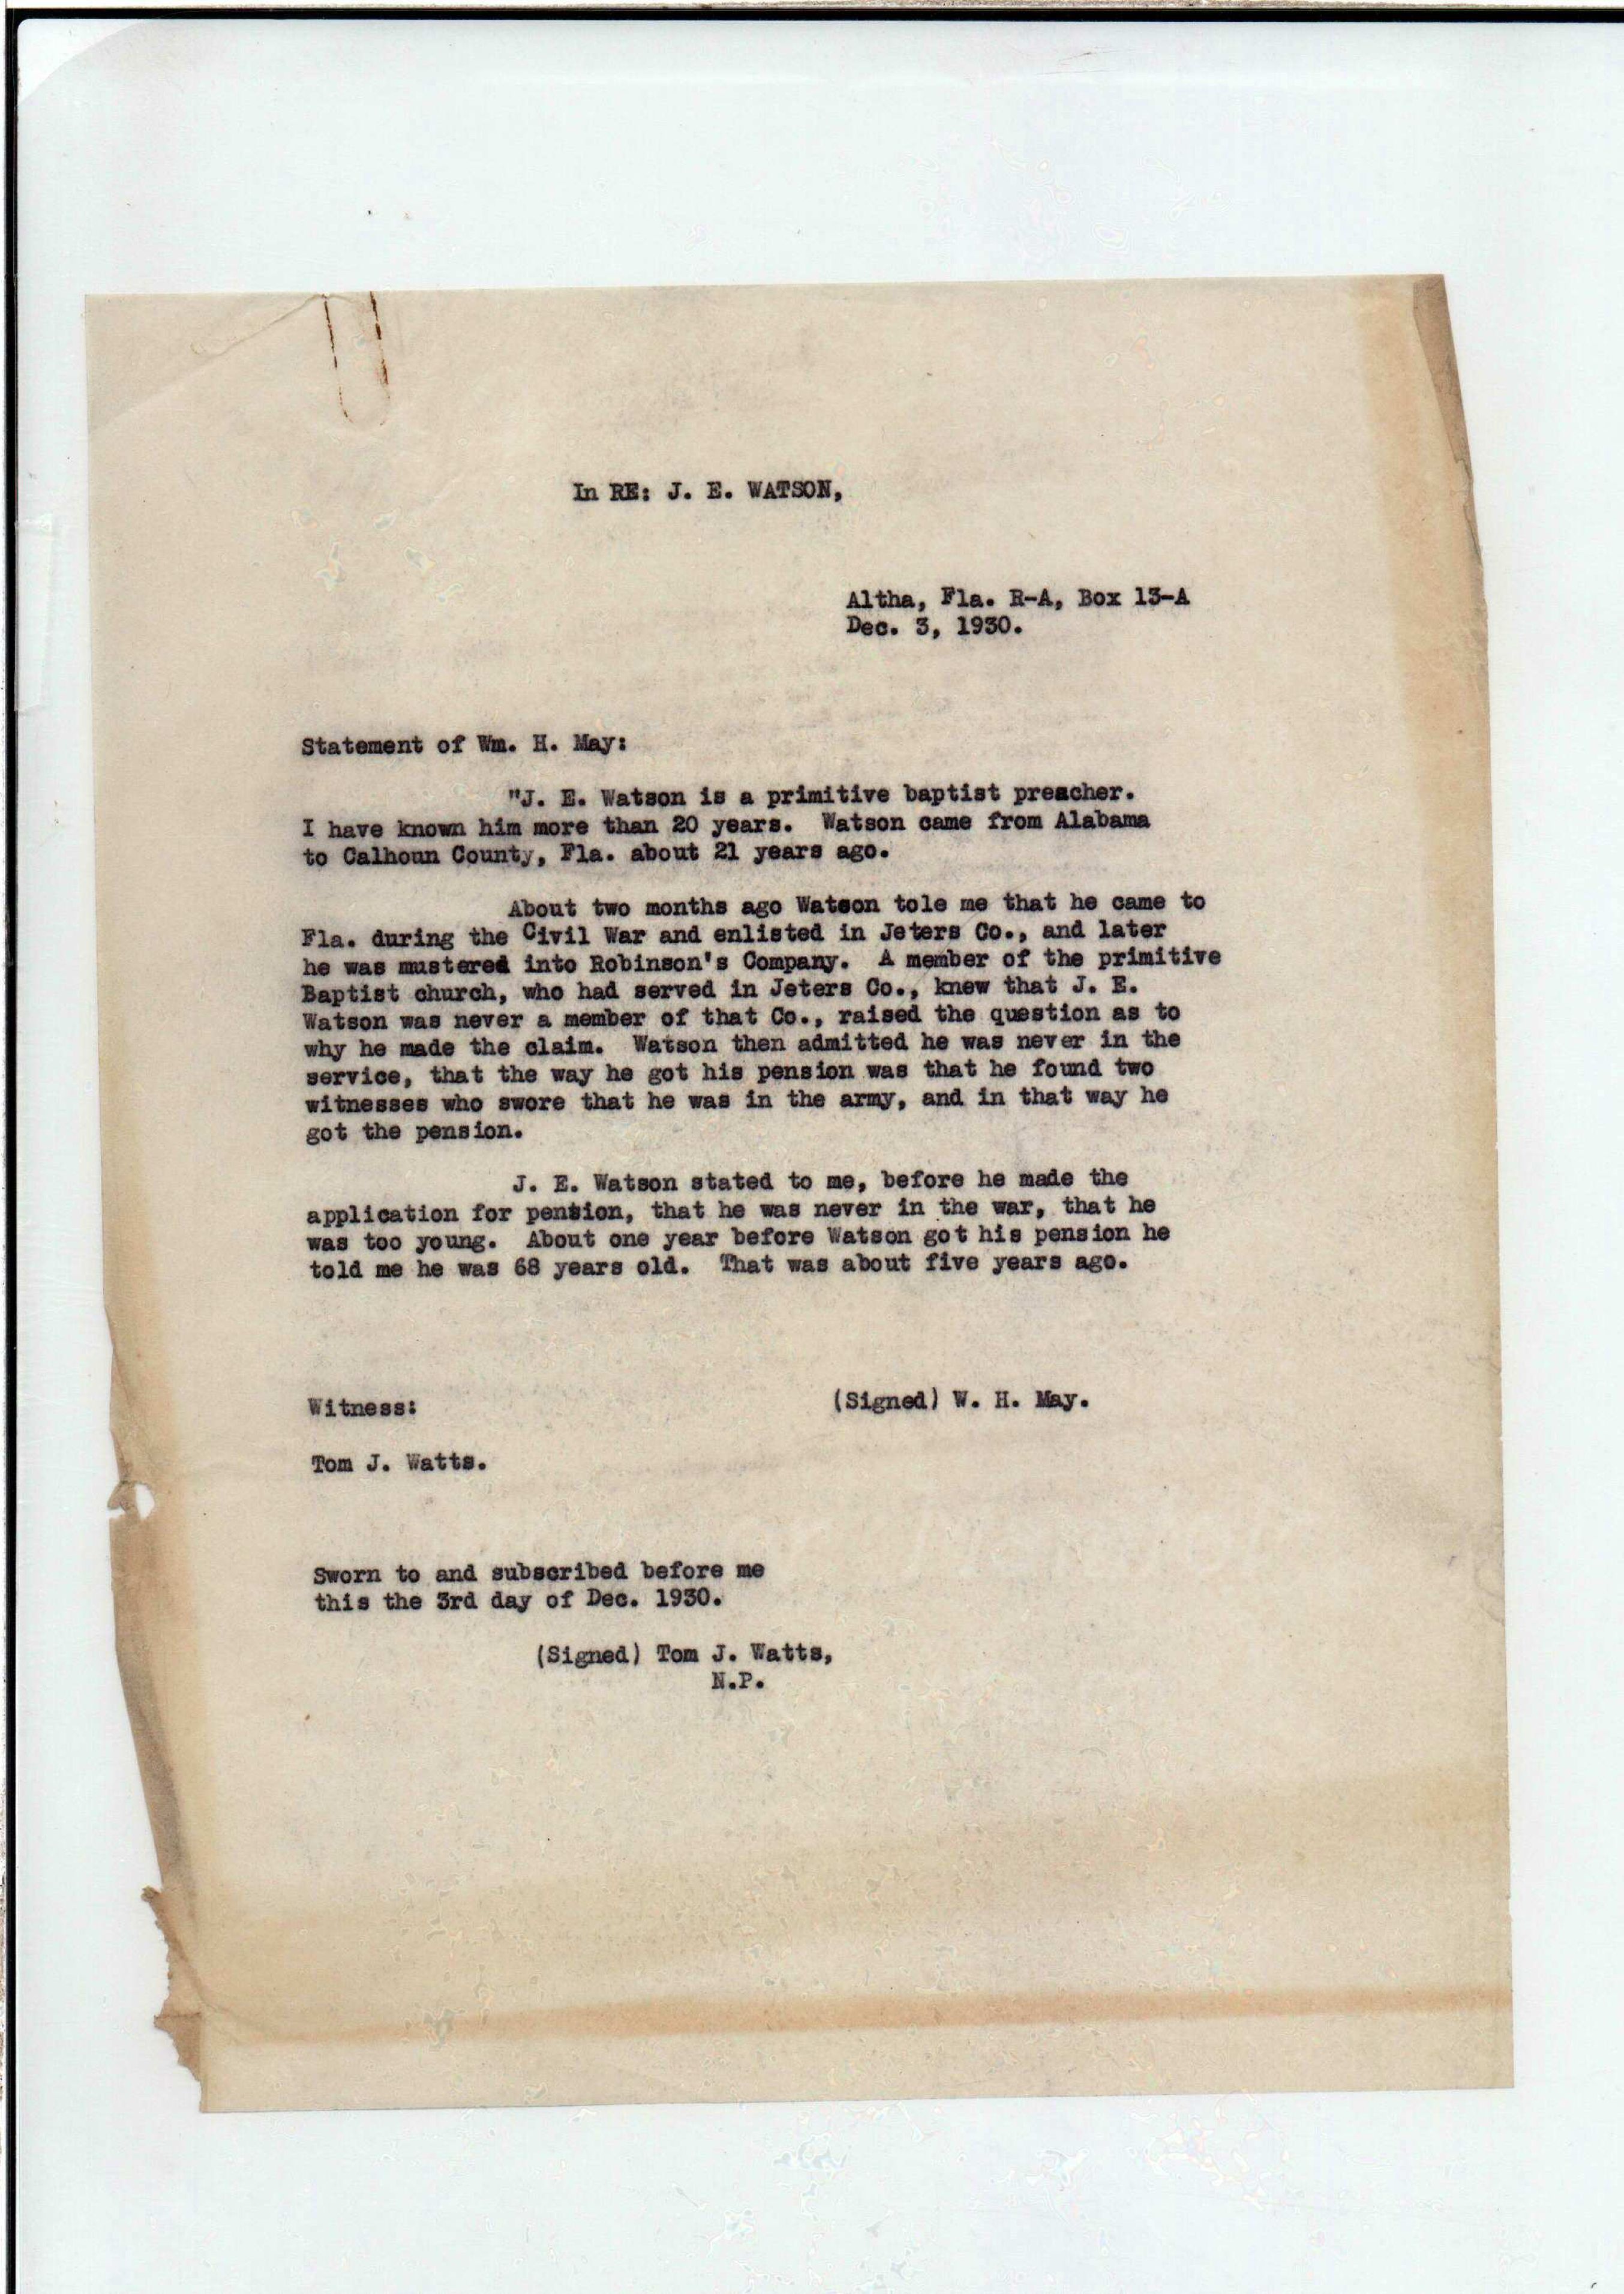 In RE: J. E. WATSON,
Altha, Fla. R-A, Box 13-A
Dec. 3, 1930.
Statement of Wm. H. May:
"J. E. Watson is a primitive baptist preacher.
I have known him more than 20 years. Watson came from Alabama
to Calhoun County, Fla. about 21 years ago.
About two months ago Watson tole me that he came to
Fla. during the Civil War and enlisted in Jeters Co., and later
he was mustered into Robinson's Company. A member of the primitive
Baptist church, who had served in Jeters Co., knew that J. E.
Watson was never a member of that Co., raised the question as to
why he made the claim. Watson then admitted he was never in the
service, that the way he got his pension was that he found two
witnesses who swore that he was in the army, and in that way he
got the pension.
J. E. Watson stated to me, before he made the
application for pension, that he was never in the war, that he
was too young. About one year before Watson got his pension he
told me he was 68 years old. That was about five years ago.
Witness: (Signed) W. H. May.
Tom J. Watts.
Sworn to and subscribed before me
this the 3rd day of Dec. 1930.
(Signed) Tom J. Watts,
N.P.